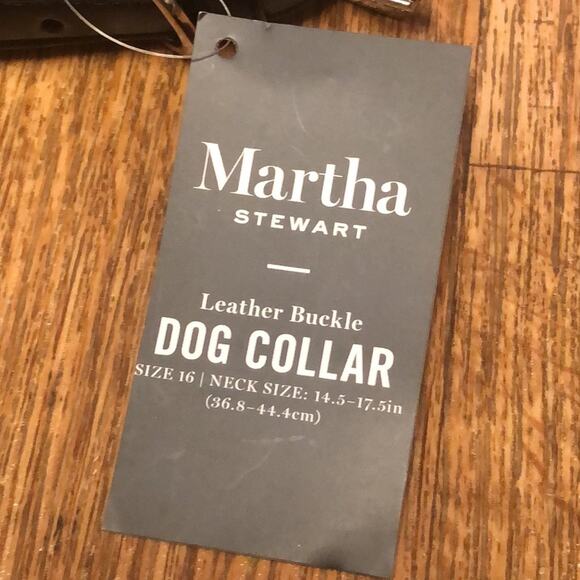 Martha
STEWART
Leather Buckle
DOG COLLAR
SIZE 16 | NECK SIZE: 14.5–17.5in
(36.8–44.4cm)